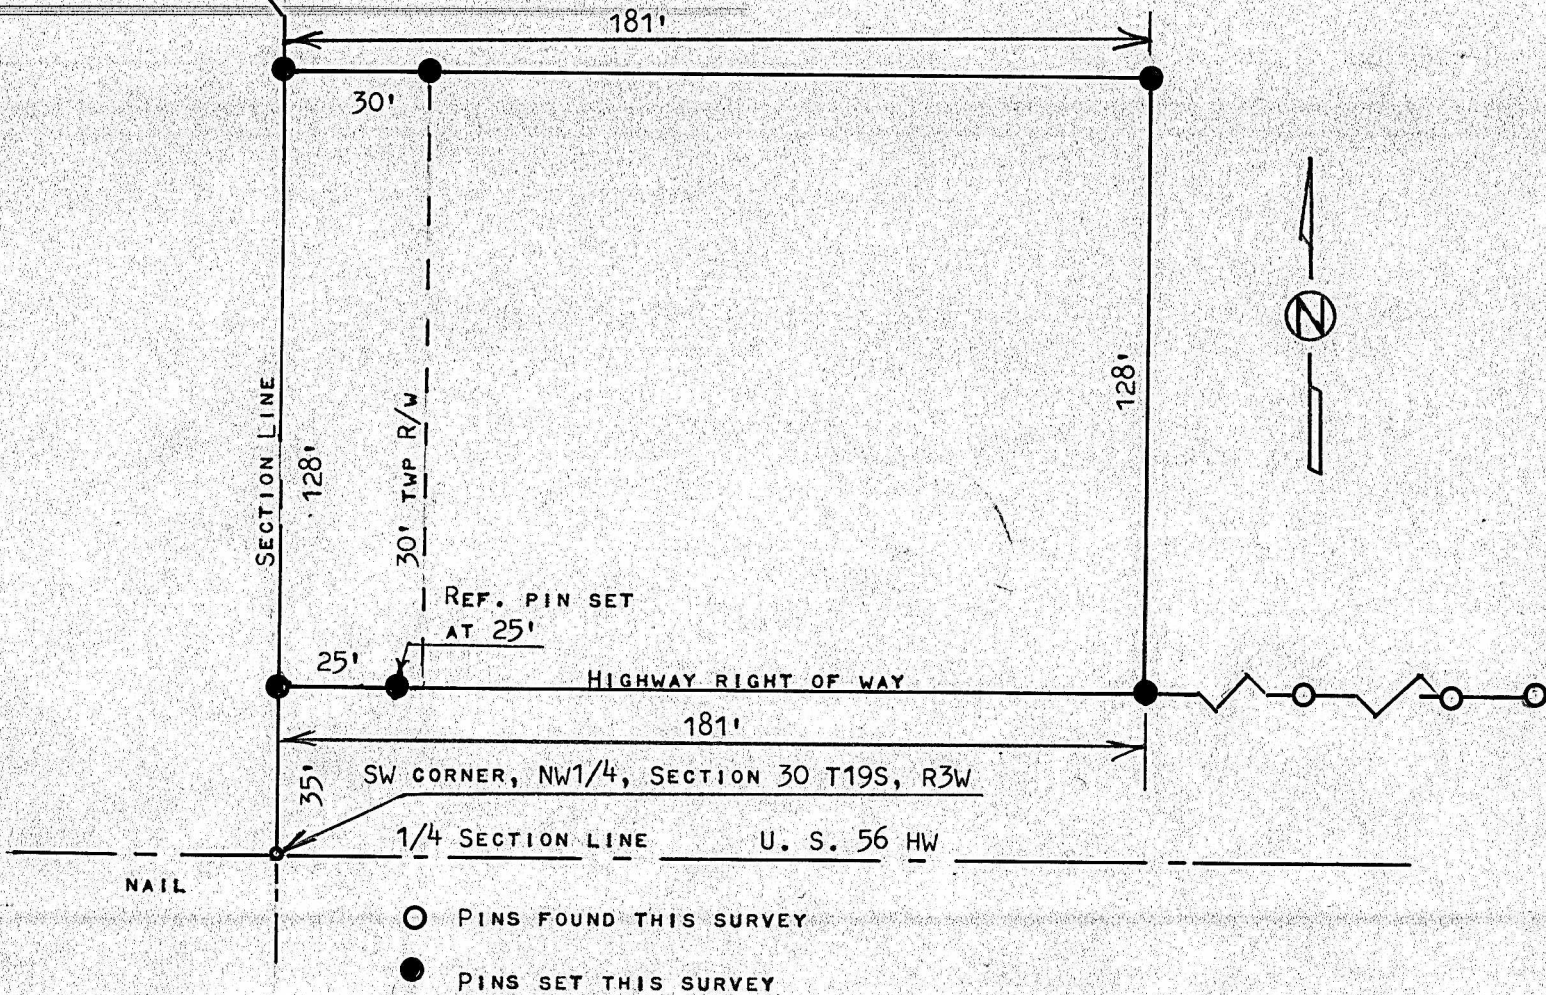 181'
30'
N
SECTION LINE
128'
30' TWP R/W
128'
REF. PIN SET
AT 25'
25'
HIGHWAY RIGHT OF WAY
181'
35'
SW CORNER, NW1/4, SECTION 30 T19S, R3W
1/4 SECTION LINE U. S. 56 HW
NAIL
PINS FOUND THIS SURVEY
PINS SET THIS SURVEY